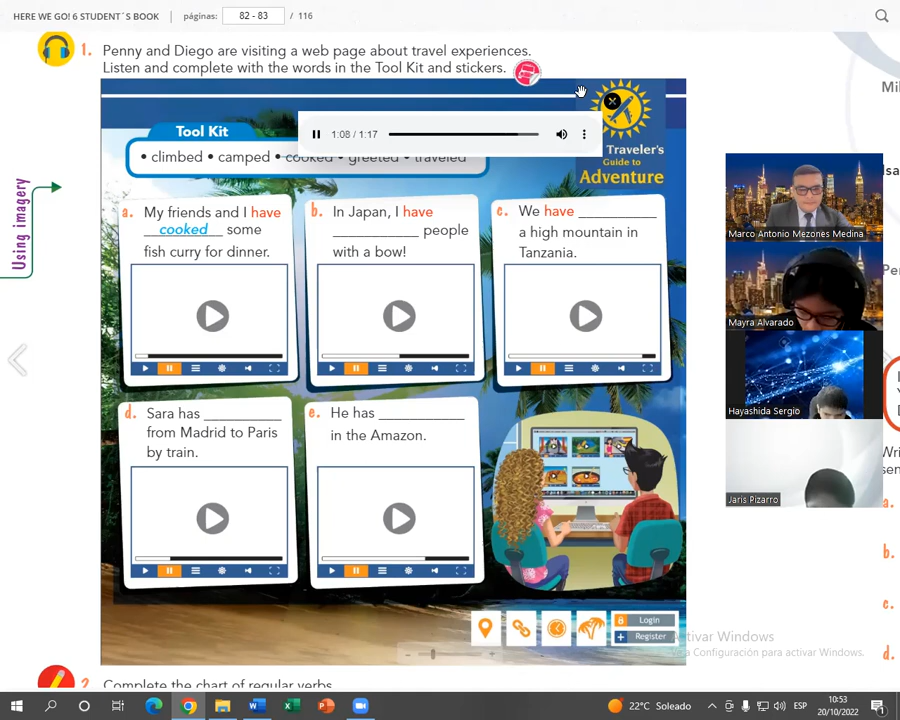 HERE WE GO! 6 STUDENT´S BOOK
páginas: 82 - 83 / 116
1. Penny and Diego are visiting a web page about travel experiences.
Listen and complete with the words in the Tool Kit and stickers.
Using imagery
Tool Kit
• climbed • camped • cooked • greeted • traveled
1:08 / 1:17
Traveler's
Guide to
Adventure
a. My friends and I have
cooked some
fish curry for dinner.
b. In Japan, I have
____________ people
with a bow!
c. We have ___________
a high mountain in
Tanzania.
d. Sara has ___________
from Madrid to Paris
by train.
e. He has ____________
in the Amazon.
Login
Register
2. Complete the chart of regular verbs
Marco Antonio Mezones Medina
Mayra Alvarado
Hayashida Sergio
Jaris Pizarro
a.
b.
c.
d.
Activar Windows
a Configuración para activar Windows.
22°C Soleado
ESP
10:53
20/10/2022
1